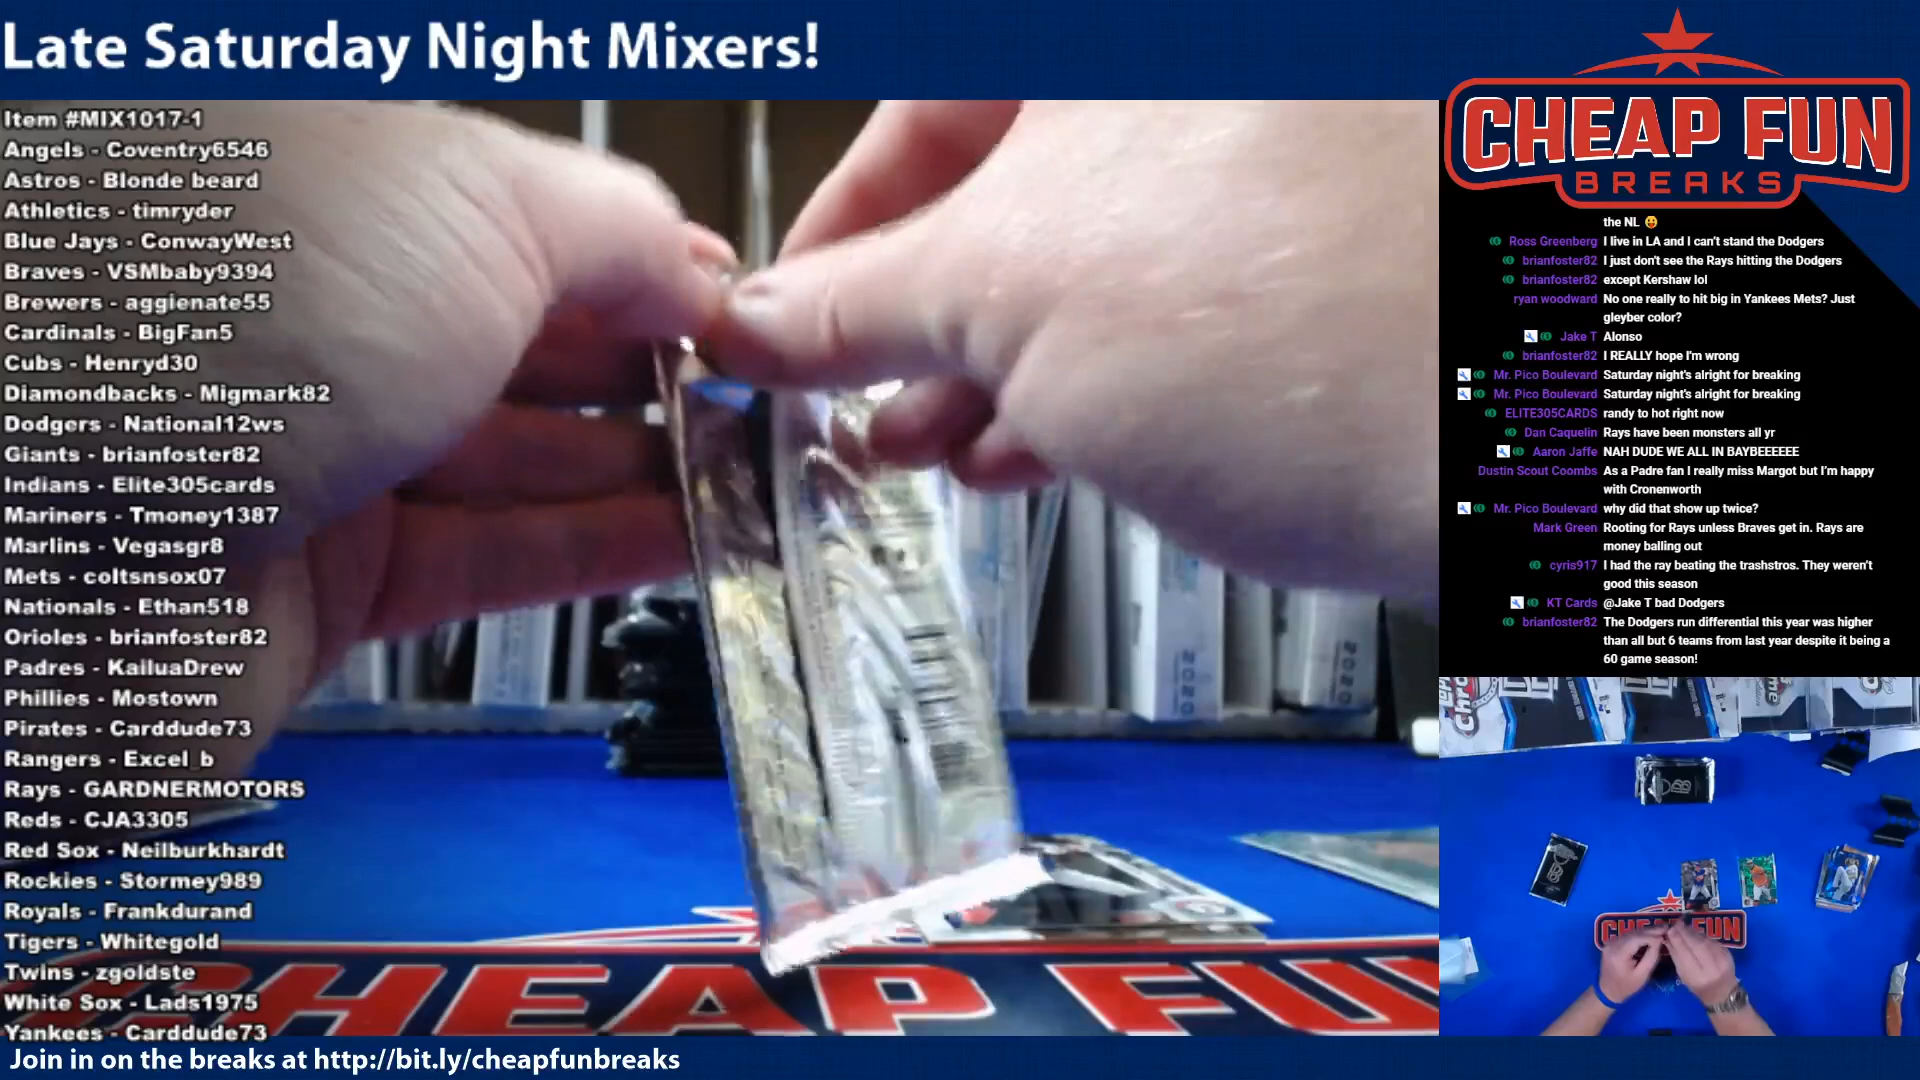 Late Saturday Night Mixers!
Item #MIX1017-1
Angels - Coventry6546
Astros - Blonde beard
Athletics - timryder
Blue Jays - ConwayWest
Braves - VSMbaby9394
Brewers - aggienate55
Cardinals - BigFan5
Cubs - Henryd30
Diamondbacks - Migmark82
Dodgers - National12ws
Giants - brianfoster82
Indians - Elite305cards
Mariners - Tmoney1387
Marlins - Vegasgr8
Mets - coltsnsox07
Nationals - Ethan518
Orioles - brianfoster82
Padres - KailuaDrew
Phillies - Mostown
Pirates - Carddude73
Rangers - Excel_b
Rays - GARDNERMOTORS
Reds - CJA3305
Red Sox - Neilburkhardt
Rockies - Stormey989
Royals - Frankdurand
Tigers - Whitegold
Twins - zgoldste
White Sox - Lads1975
Yankees - Carddude73
Join in on the breaks at http://bit.ly/cheapfunbreaks
2020
2020
CHEAP FU
CHEAP FUN
BREAKS
the NL 😛
Ross Greenberg I live in LA and I can't stand the Dodgers
brianfoster82 I just don't see the Rays hitting the Dodgers
brianfoster82 except Kershaw lol
ryan woodward No one really to hit big in Yankees Mets? Just
gleyber color?
Jake T Alonso
brianfoster82 I REALLY hope I'm wrong
Mr. Pico Boulevard Saturday night's alright for breaking
Mr. Pico Boulevard Saturday night's alright for breaking
ELITE305CARDS randy to hot right now
Dan Caquelin Rays have been monsters all yr
Aaron Jaffe NAH DUDE WE ALL IN BAYBEEEEEE
Dustin Scout Coombs As a Padre fan I really miss Margot but I'm happy
with Cronenworth
Mr. Pico Boulevard why did that show up twice?
Mark Green Rooting for Rays unless Braves get in. Rays are
money balling out
cyris917 I had the ray beating the trashstros. They weren't
good this season
KT Cards @Jake T bad Dodgers
brianfoster82 The Dodgers run differential this year was higher
than all but 6 teams from last year despite it being a
60 game season!
CHEAP FUN